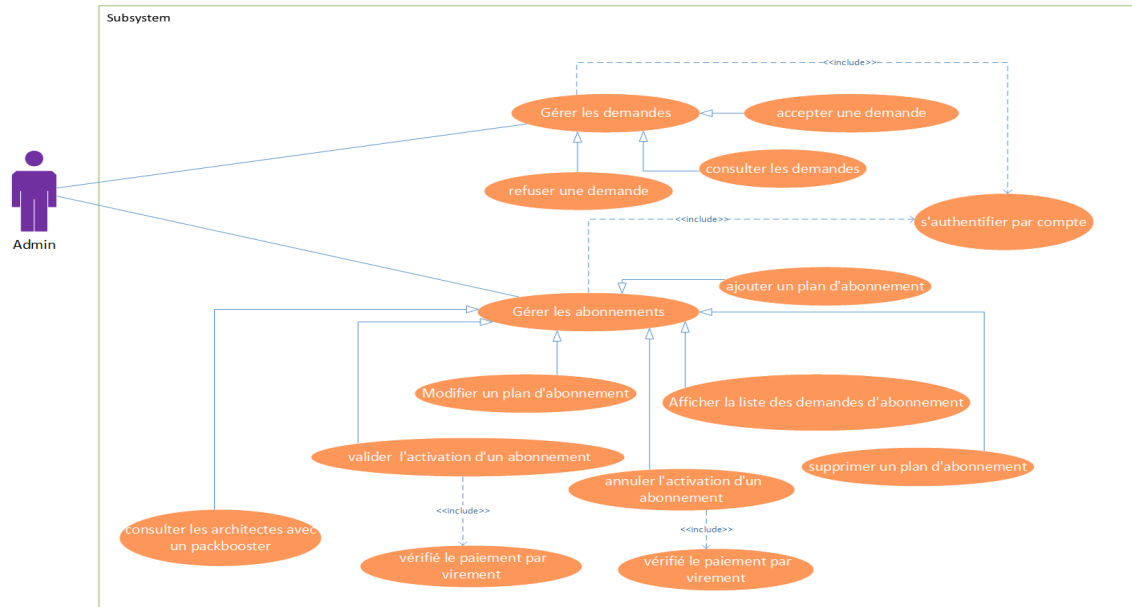 Subsystem
<<include>>
Gérer les demandes
accepter une demande
consulter les demandes
refuser une demande
<<include>>
s'authentifier par compte
Admin
ajouter un plan d'abonnement
Gérer les abonnements
Modifier un plan d'abonnement
Afficher la liste des demandes d'abonnement
valider l'activation d'un abonnement
supprimer un plan d'abonnement
annuler l'activation d'un
abonnement
<<include>>
<<include>>
consulter les architectes avec
un packbooster
vérifié le paiement par
virement
vérifié le paiement par
virement